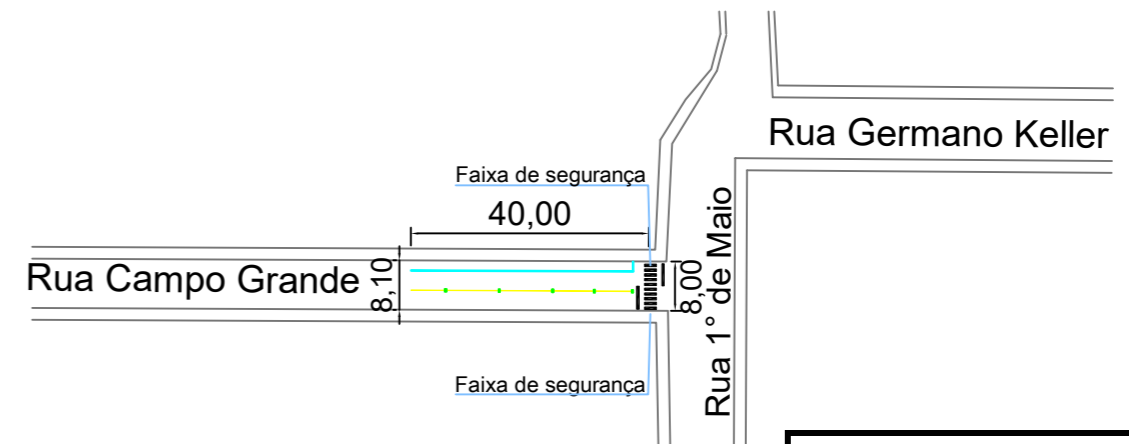 Rua Germano Keller
Faixa de segurança
40,00
Rua Campo Grande
8,10
8,00
Rua 1° de Maio
Faixa de segurança